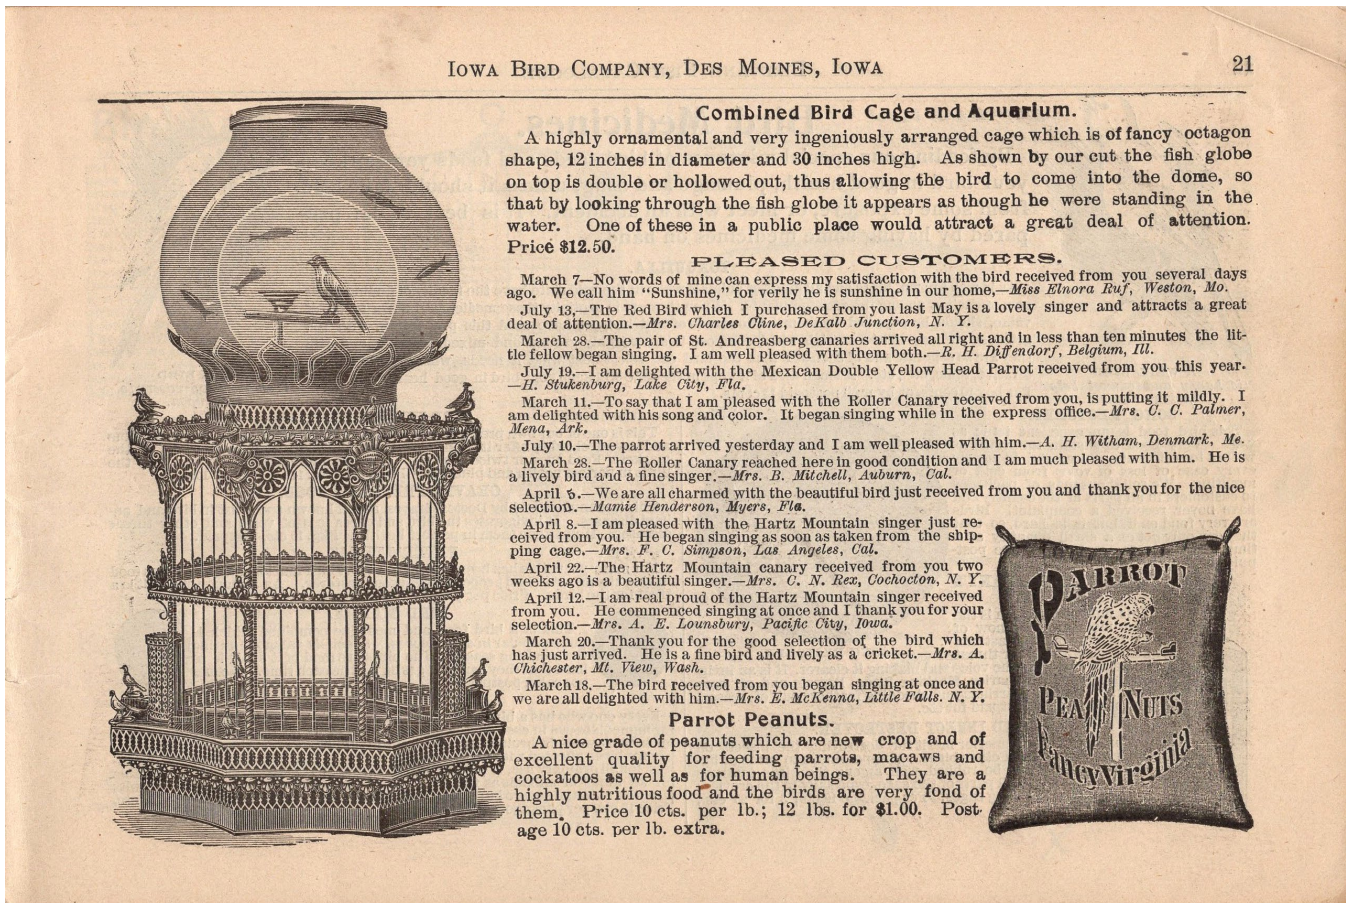 IOWA BIRD COMPANY, DES MOINES, IOWA
21
Combined Bird Cage and Aquarium.
A highly ornamental and very ingeniously arranged cage which is of fancy octagon
shape, 12 inches in diameter and 30 inches high. As shown by our cut the fish globe
on top is double or hollowed out, thus allowing the bird to come into the dome, so
that by looking through the fish globe it appears as though he were standing in the
water. One of these in a public place would attract a great deal of attention.
Price $12.50.
PLEASED CUSTOMERS.
March 7—No words of mine can express my satisfaction with the bird received from you several days
ago. We call him "Sunshine," for verily he is sunshine in our home,—Miss Elnora Ruf, Weston, Mo.
July 13,—The Red Bird which I purchased from you last May is a lovely singer and attracts a great
deal of attention.—Mrs. Charles Cline, DeKalb Junction, N. Y.
March 28.—The pair of St. Andreasberg canaries arrived all right and in less than ten minutes the lit-
tle fellow began singing. I am well pleased with them both.—R. H. Diffendorf, Belgium, Ill.
July 19.—I am delighted with the Mexican Double Yellow Head Parrot received from you this year.
—H. Stukenburg, Lake City, Fla.
March 11.—To say that I am pleased with the Roller Canary received from you, is putting it mildly. I
am delighted with his song and color. It began singing while in the express office.—Mrs. C. C. Palmer,
Mena, Ark.
July 10.—The parrot arrived yesterday and I am well pleased with him.—A. H. Witham, Denmark, Me.
March 28.—The Roller Canary reached here in good condition and I am much pleased with him. He is
a lively bird and a fine singer.—Mrs. B. Mitchell, Auburn, Cal.
April .—We are all charmed with the beautiful bird just received from you and thank you for the nice
selection.—Mamie Henderson, Myers, Fla.
April 8.—I am pleased with the Hartz Mountain singer just re-
ceived from you. He began singing as soon as taken from the ship-
ping cage.—Mrs. F. C. Simpson, Las Angeles, Cal.
April 22.—The Hartz Mountain canary received from you two
weeks ago is a beautiful singer.—Mrs. C. N. Rex, Cochocton, N. Y.
April 12.—I am real proud of the Hartz Mountain singer received
from you. He commenced singing at once and I thank you for your
selection.—Mrs. A. E. Lounsbury, Pacific City, Iowa.
March 20.—Thank you for the good selection of the bird which
has just arrived. He is a fine bird and lively as a cricket.—Mrs. A.
Chichester, Mt. View, Wash.
March 18.—The bird received from you began singing at once and
we are all delighted with him.—Mrs. E. McKenna, Little Falls. N. Y.
Parrot Peanuts.
A nice grade of peanuts which are new crop and of
excellent quality for feeding parrots, macaws and
cockatoos as well as for human beings. They are a
highly nutritious food and the birds are very fond of
them. Price 10 cts. per lb.; 12 lbs. for $1.00. Post-
age 10 cts. per lb. extra.
PARROT
PEA NUTS
Fancy Virginia